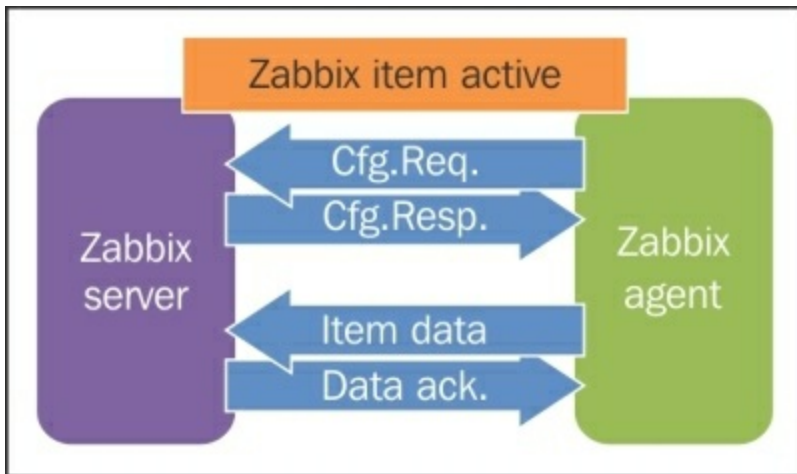 Zabbix item active
Cfg.Req.
Cfg.Resp.
Zabbix
server
Zabbix
agent
Item data
Data ack.